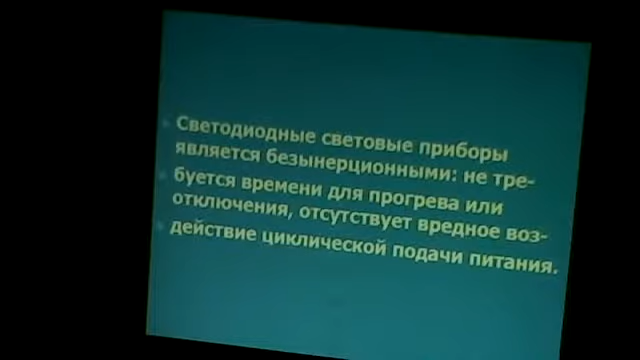 Светодиодные световые приборы
является безынерционными: не тре-
буется времени для прогрева или
отключения, отсутствует вредное воз-
действие циклической подачи питания.